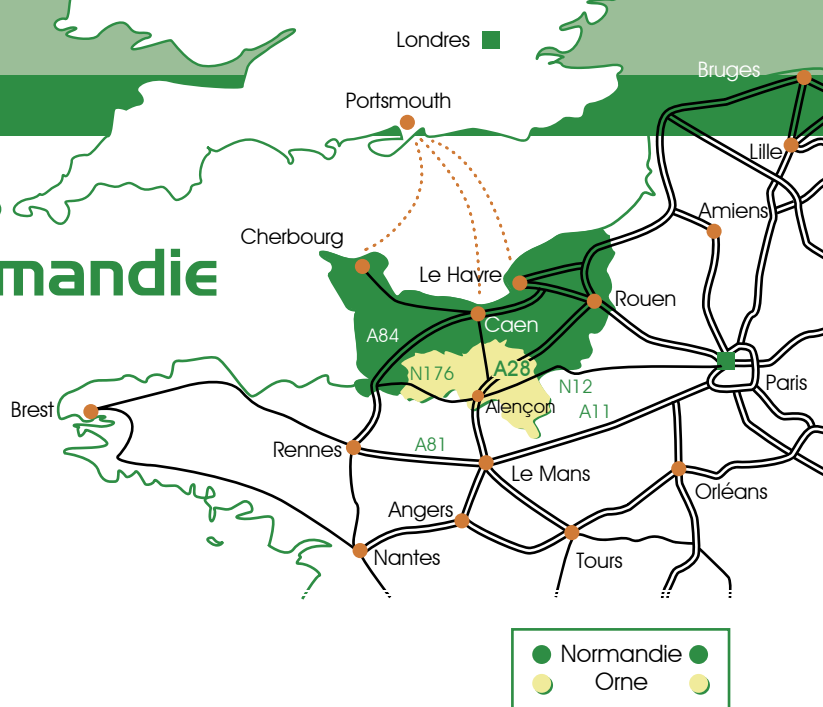 Londres
Bruges
Portsmouth
Lille
Amiens
Cherbourg
mandie
Le Havre
Rouen
Caen
A84
N176
A28
N12
Paris
Alençon
A11
Brest
A81
Rennes
Le Mans
Orléans
Angers
Nantes
Tours
Normandie
Orne